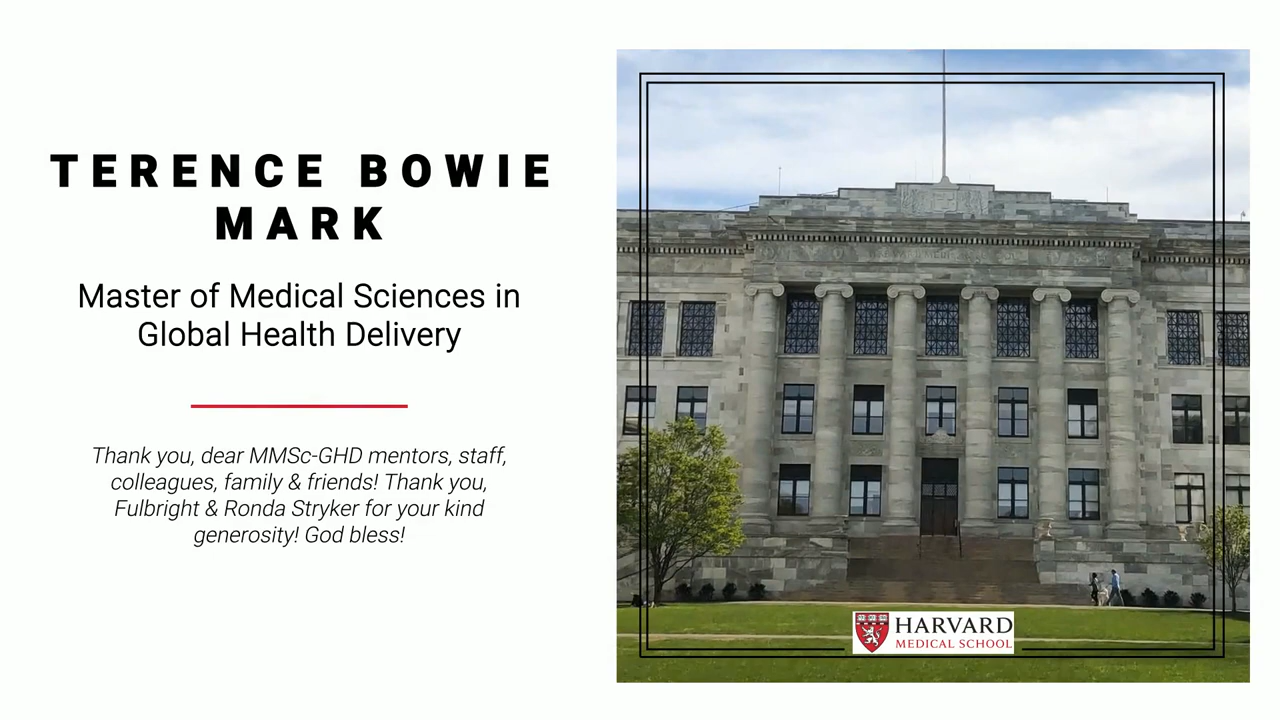 TERENCE BOWIE
MARK
Master of Medical Sciences in
Global Health Delivery
Thank you, dear MMSc-GHD mentors, staff,
colleagues, family & friends! Thank you,
Fulbright & Ronda Stryker for your kind
generosity! God bless!
HARVARD
MEDICAL SCHOOL